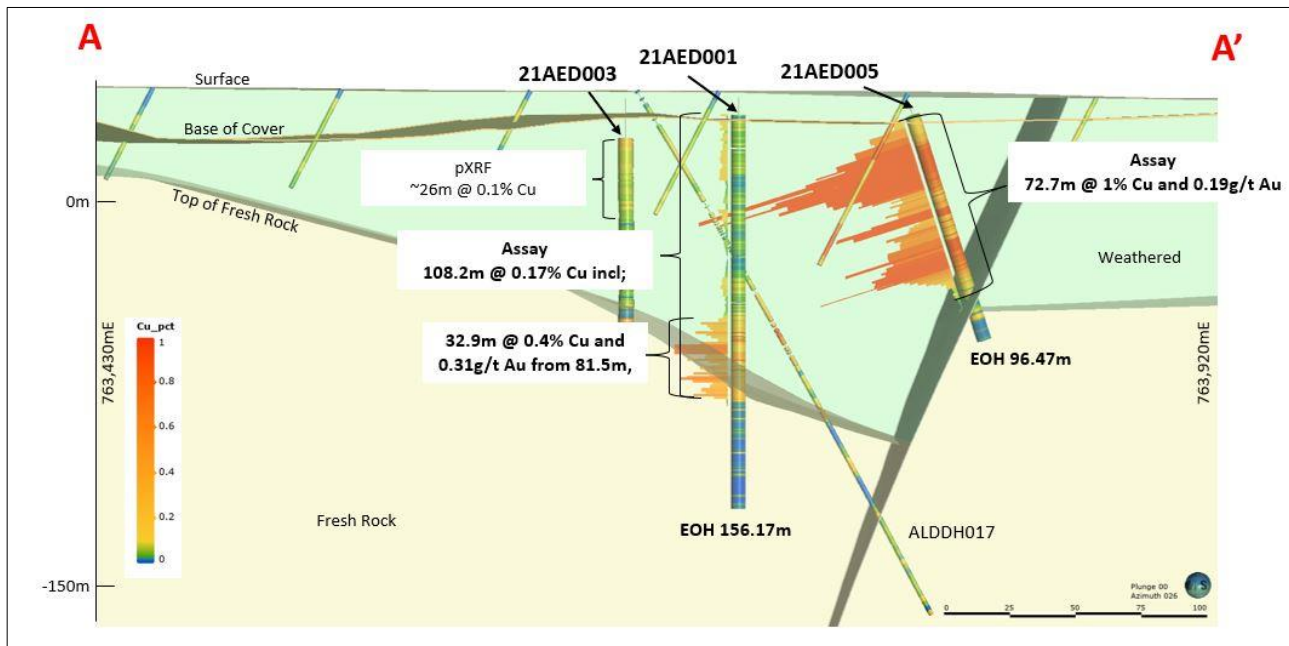 A
A'
21AED001
21AED003
21AED005
Surface
Base of Cover
pXRF
~26m @ 0.1% Cu
Assay
72.7m @ 1% Cu and 0.19g/t Au
0m
Top of Fresh Rock
Assay
108.2m @ 0.17% Cu incl;
Weathered
32.9m @ 0.4% Cu and
0.31g/t Au from 81.5m,
EOH 96.47m
763,430mE
763,920mE
Cu_pct
1
0.8
0.6
0.4
0.2
0
Fresh Rock
EOH 156.17m
ALDDH017
-150m
Plunge 00
Azimuth 026
S
0 25 50 75 100